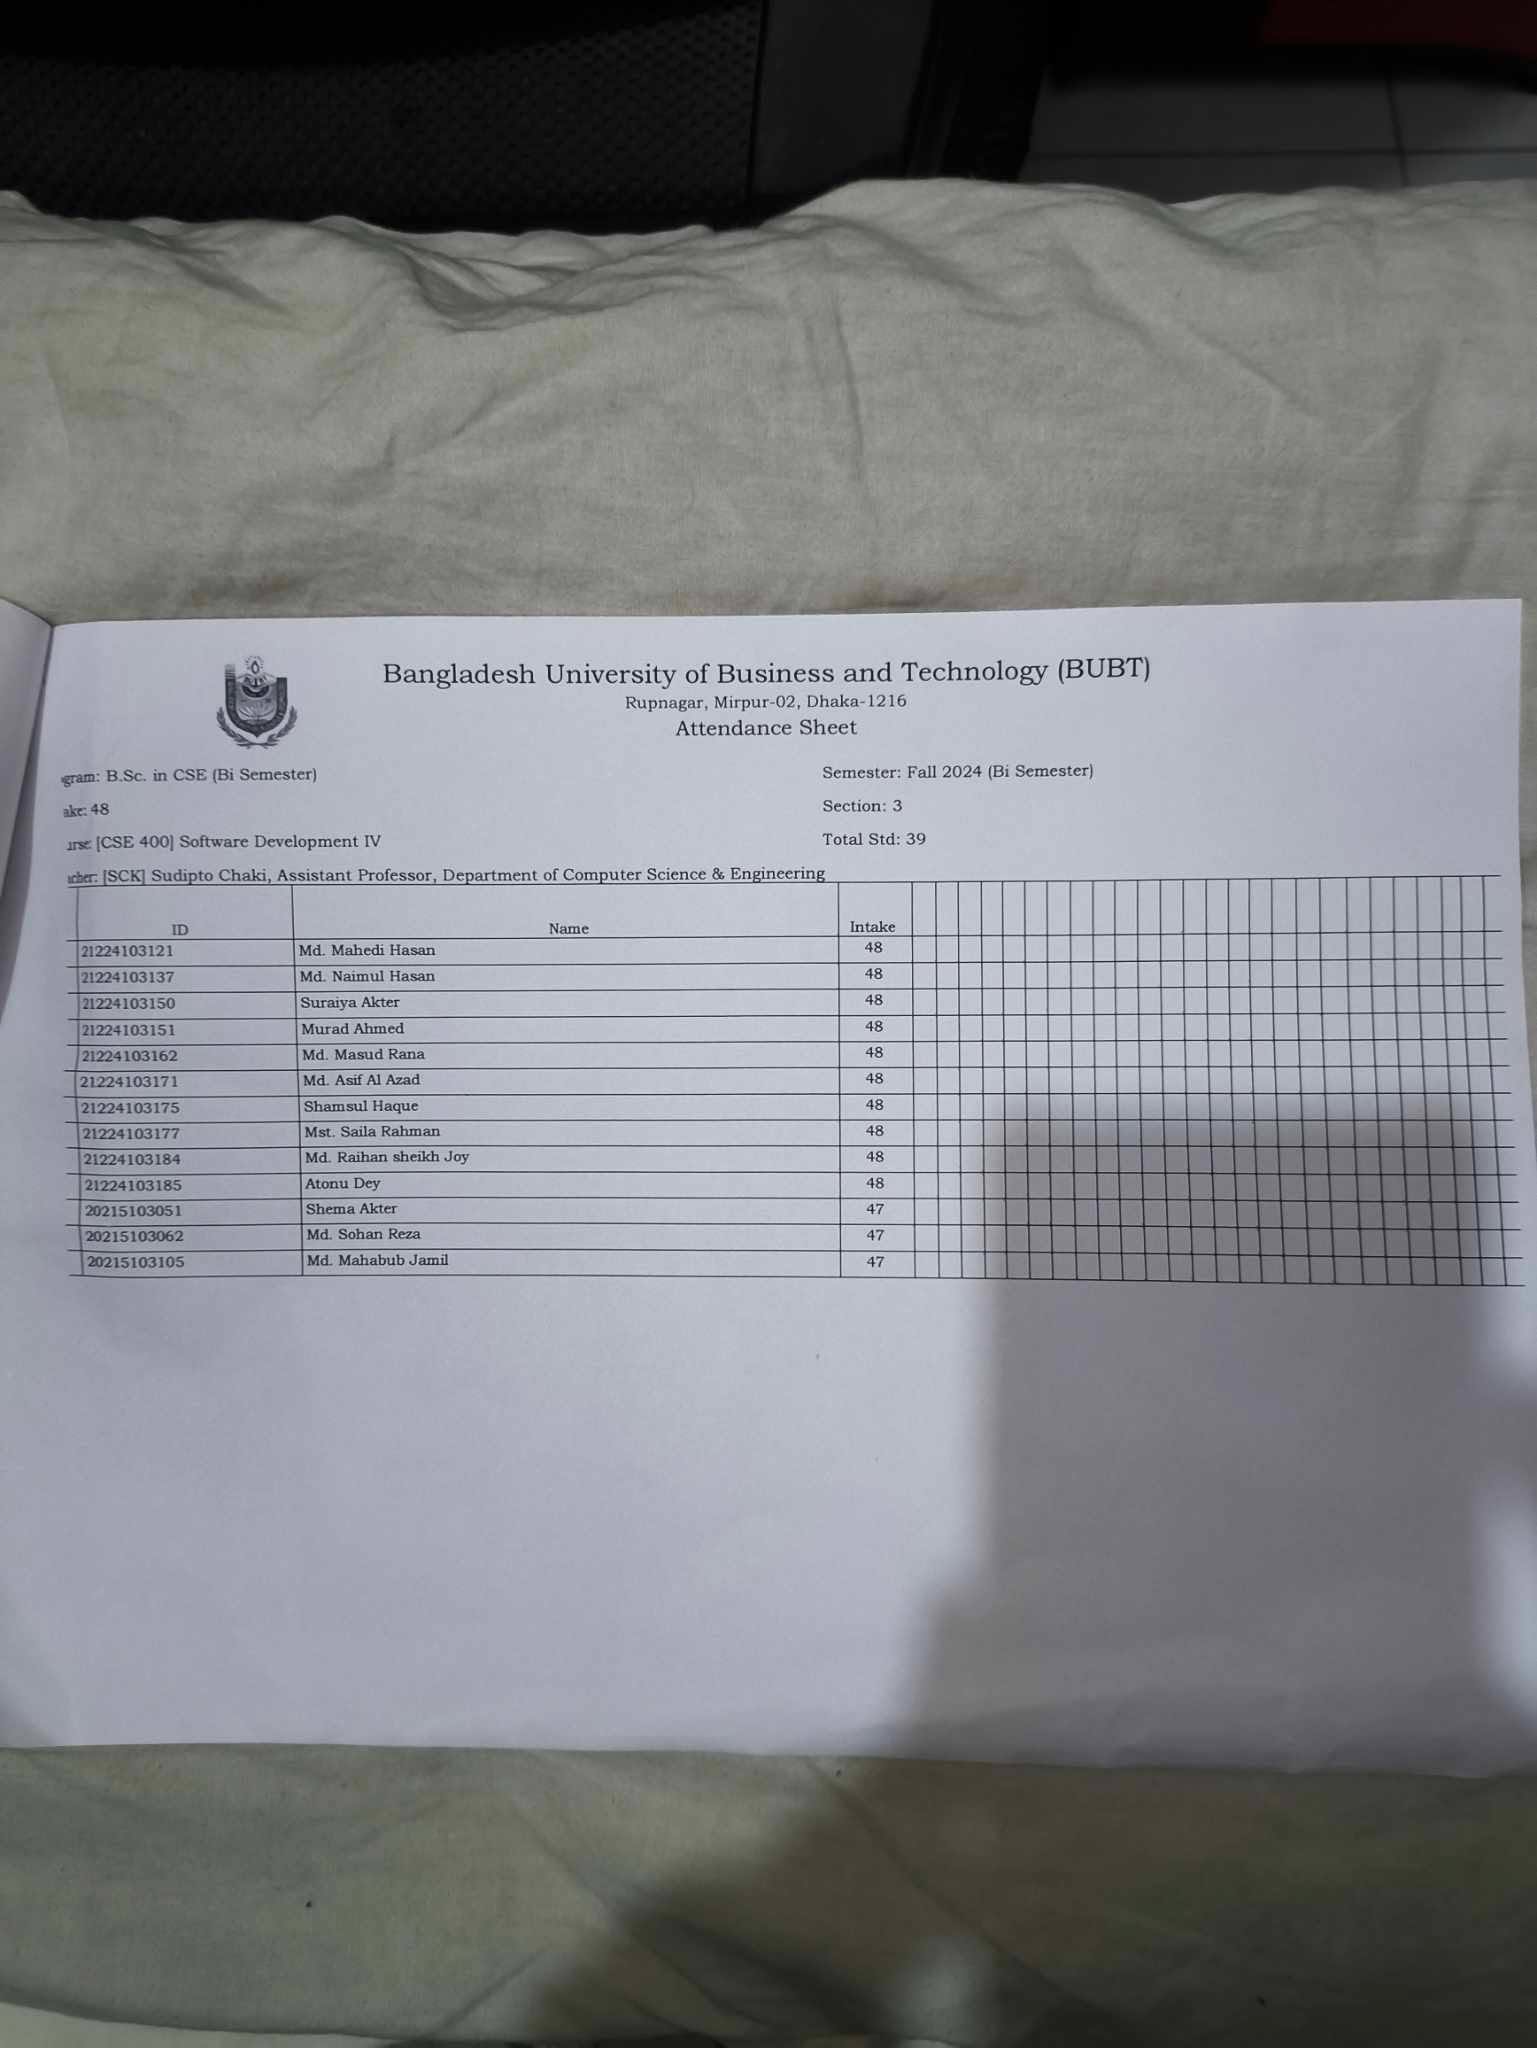 Bangladesh University of Business and Technology (BUBT)
Rupnagar, Mirpur-02, Dhaka-1216
Attendance Sheet
gram: B.Sc. in CSE (Bi Semester) Semester: Fall 2024 (Bi Semester)
ake: 48 Section: 3
urse: [CSE 400] Software Development IV Total Std: 39
acher: [SCK] Sudipto Chaki, Assistant Professor, Department of Computer Science & Engineering
ID Name Intake
21224103121 Md. Mahedi Hasan 48
21224103137 Md. Naimul Hasan 48
21224103150 Suraiya Akter 48
21224103151 Murad Ahmed 48
21224103162 Md. Masud Rana 48
21224103171 Md. Asif Al Azad 48
21224103175 Shamsul Haque 48
21224103177 Mst. Saila Rahman 48
21224103184 Md. Raihan sheikh Joy 48
21224103185 Atonu Dey 48
20215103051 Shema Akter 47
20215103062 Md. Sohan Reza 47
20215103105 Md. Mahabub Jamil 47